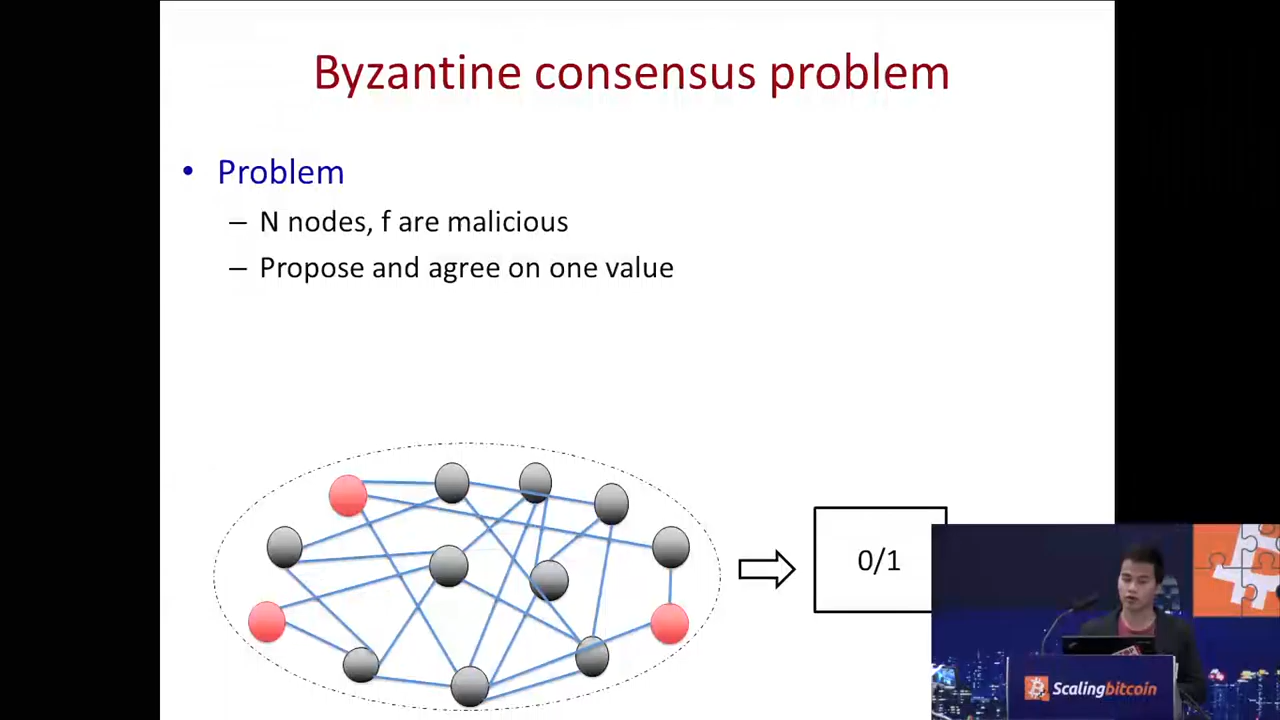 Byzantine consensus problem
• Problem
– N nodes, f are malicious
– Propose and agree on one value
0/1
Scalingbitcoin